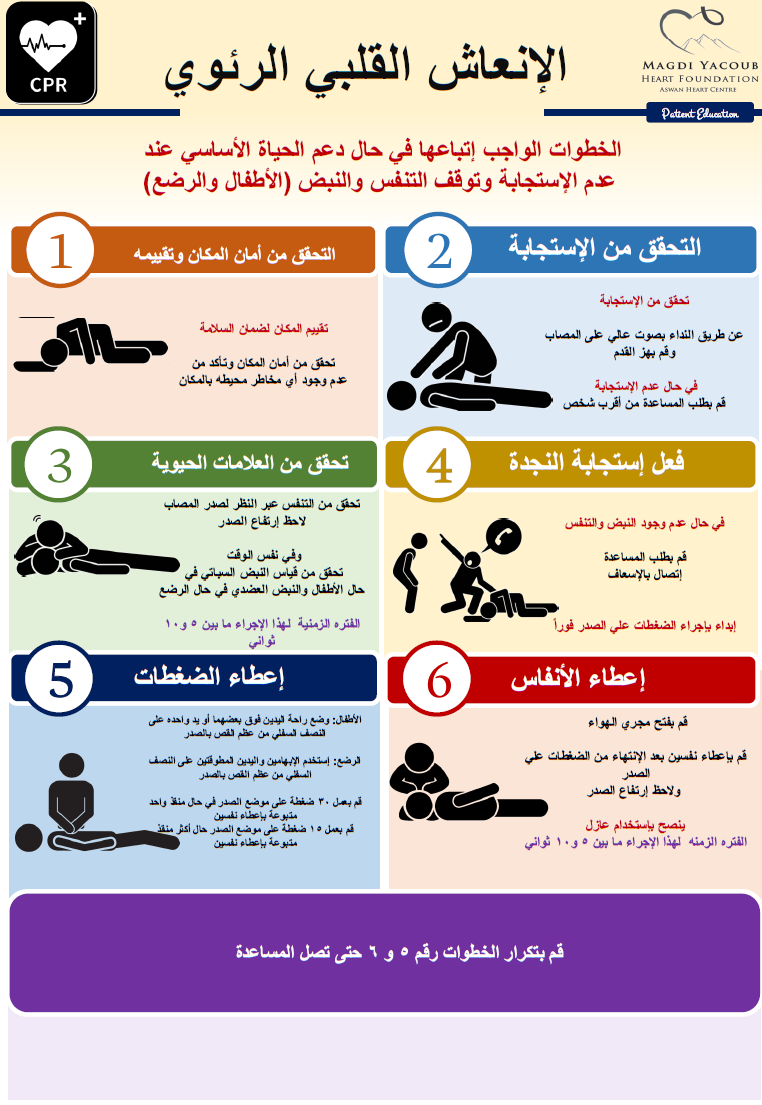 CPR
الإنعاش القلبي الرئوي
MAGDI YACOUB
HEART FOUNDATION
ASWAN HEART CENTRE
Patient Education
الخطوات الواجب إتباعها في حال دعم الحياة الأساسي عند
عدم الإستجابة وتوقف التنفس والنبض (الأطفال والرضع)
1
التحقق من أمان المكان وتقييمه
تقييم المكان لضمان السلامة
تحقق من أمان المكان وتأكد من
عدم وجود أي مخاطر محيطه بالمكان
2
التحقق من الإستجابة
تحقق من الإستجابة
عن طريق النداء بصوت عالي على المصاب
وقم بهز القدم
في حال عدم الإستجابة
قم بطلب المساعدة من أقرب شخص
3
تحقق من العلامات الحيوية
تحقق من التنفس عبر النظر لصدر المصاب
لاحظ إرتفاع الصدر
وفي نفس الوقت
تحقق من قياس النبض السباتي في
حال الأطفال والنبض العضدي في حال الرضع
الفتره الزمنية لهذا الإجراء ما بين ٥ و١٠
ثواني
4
فعل إستجابة النجدة
في حال عدم وجود النبض والتنفس
قم بطلب المساعدة
إتصال بالإسعاف
إبداء بإجراء الضغطات علي الصدر فوراً
5
إعطاء الضغطات
الأطفال: وضع راحة اليدين فوق بعضهما أو يد واحده على
النصف السفلي من عظم القص بالصدر
الرضع: إستخدم الإبهامين واليدين المطوقتين على النصف
السفلي من عظم القص بالصدر
قم بعمل ٣٠ ضغطة على موضع الصدر في حال منقذ واحد
متبوعة بإعطاء نفسين
قم بعمل ١٥ ضغطة على موضع الصدر حال أكثر منقذ
متبوعة بإعطاء نفسين
6
إعطاء الأنفاس
قم بفتح مجري الهواء
قم بإعطاء نفسين بعد الإنتهاء من الضغطات علي
الصدر
ولاحظ إرتفاع الصدر
ينصح بإستخدام عازل
الفتره الزمنه لهذا الإجراء ما بين ٥ و١٠ ثواني
قم بتكرار الخطوات رقم ٥ و ٦ حتى تصل المساعدة